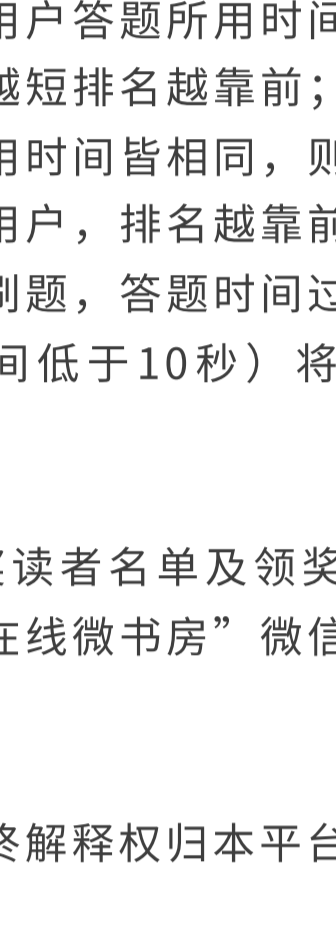 用户答题所用时间
越短排名越靠前；
用时间皆相同，则
用户，排名越靠前
刷题，答题时间过
间低于10秒）将
奖读者名单及领奖
在线微书房”微信
终解释权归本平台